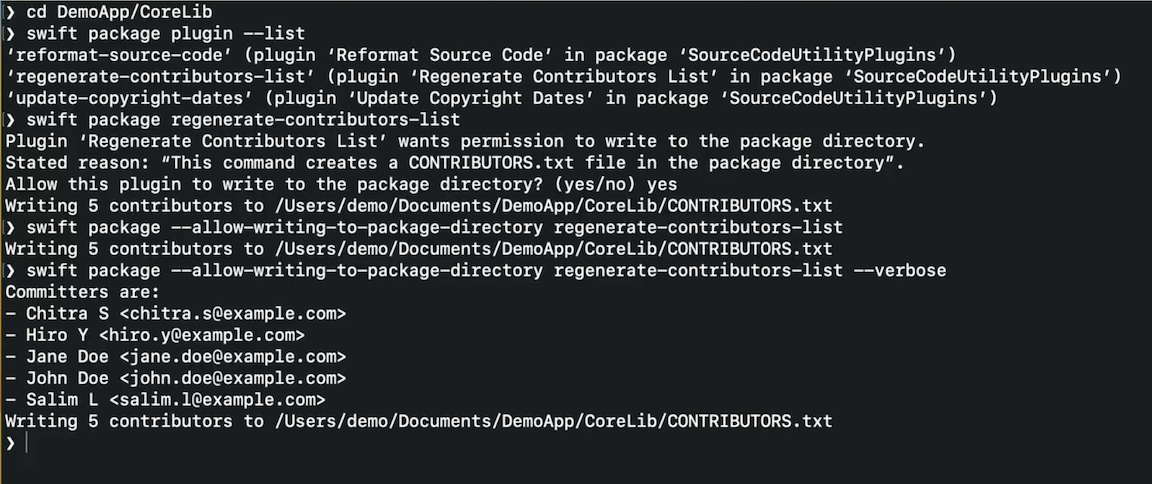 ❯ cd DemoApp/CoreLib
❯ swift package plugin --list
‘reformat-source-code’ (plugin ‘Reformat Source Code’ in package ‘SourceCodeUtilityPlugins’)
‘regenerate-contributors-list’ (plugin ‘Regenerate Contributors List’ in package ‘SourceCodeUtilityPlugins’)
‘update-copyright-dates’ (plugin ‘Update Copyright Dates’ in package ‘SourceCodeUtilityPlugins’)
❯ swift package regenerate-contributors-list
Plugin ‘Regenerate Contributors List’ wants permission to write to the package directory.
Stated reason: “This command creates a CONTRIBUTORS.txt file in the package directory”.
Allow this plugin to write to the package directory? (yes/no) yes
Writing 5 contributors to /Users/demo/Documents/DemoApp/CoreLib/CONTRIBUTORS.txt
❯ swift package --allow-writing-to-package-directory regenerate-contributors-list
Writing 5 contributors to /Users/demo/Documents/DemoApp/CoreLib/CONTRIBUTORS.txt
❯ swift package --allow-writing-to-package-directory regenerate-contributors-list --verbose
Committers are:
- Chitra S <chitra.s@example.com>
- Hiro Y <hiro.y@example.com>
- Jane Doe <jane.doe@example.com>
- John Doe <john.doe@example.com>
- Salim L <salim.l@example.com>
Writing 5 contributors to /Users/demo/Documents/DemoApp/CoreLib/CONTRIBUTORS.txt
❯